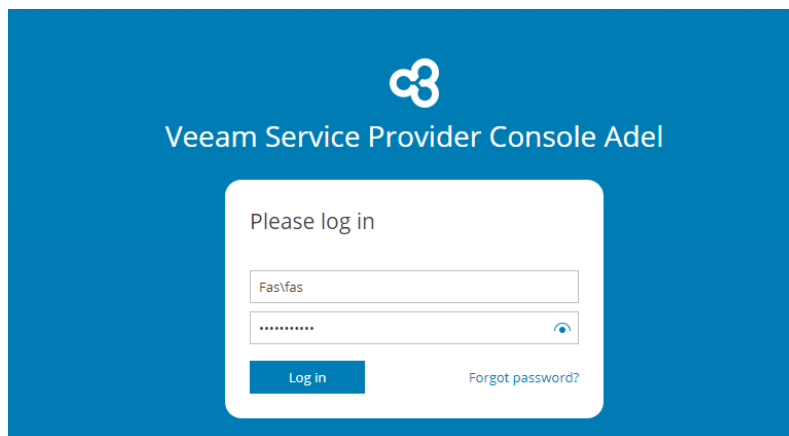 Veeam Service Provider Console Adel
Please log in
Fas\fas
•••••••••••
Log in
Forgot password?